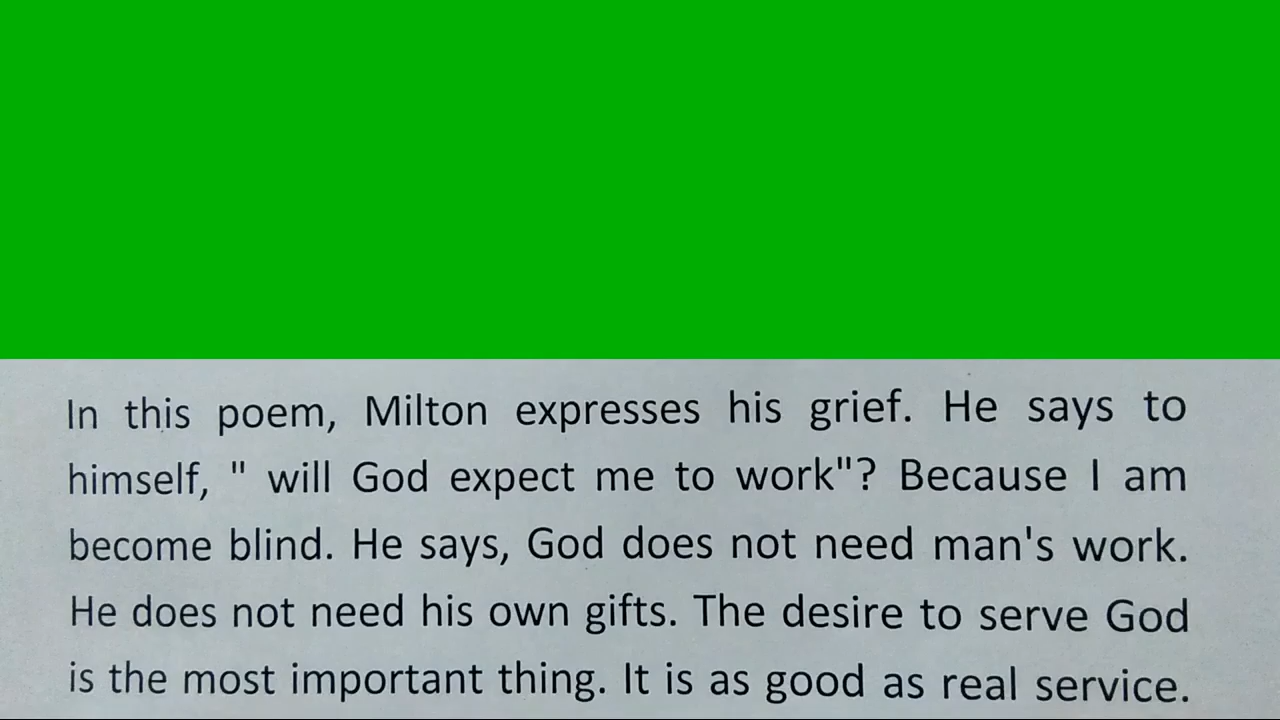 In this poem, Milton expresses his grief. He says to
himself, " will God expect me to work"? Because I am
become blind. He says, God does not need man's work.
He does not need his own gifts. The desire to serve God
is the most important thing. It is as good as real service.